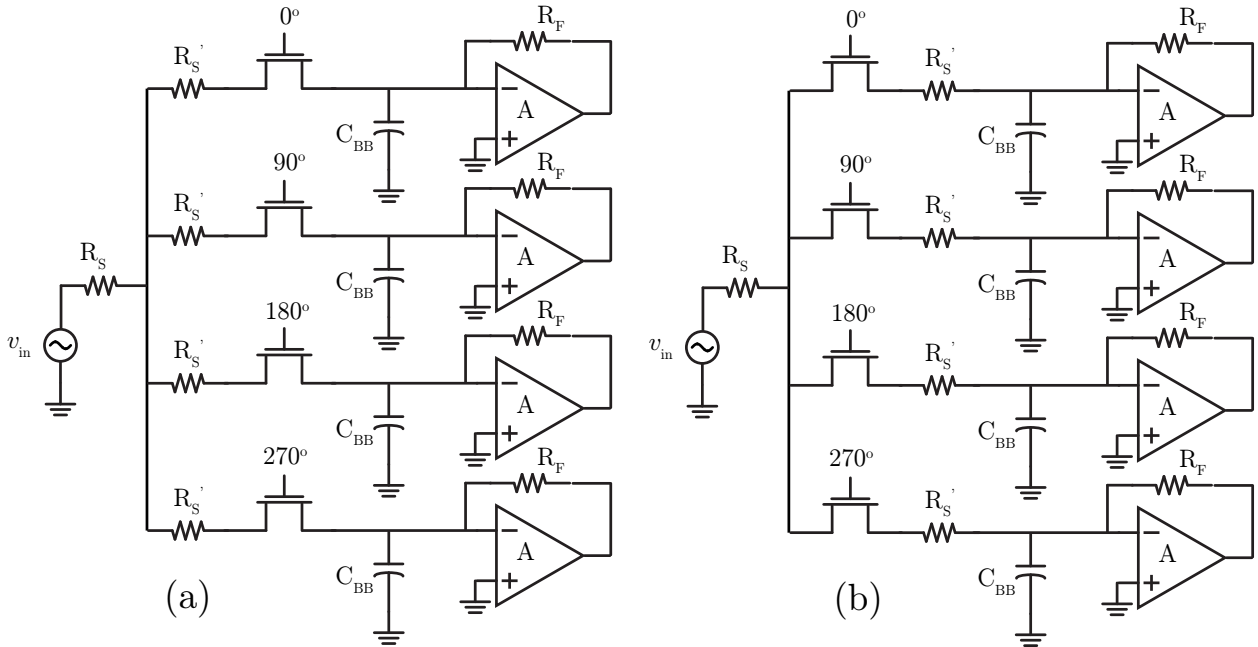 0° R_F
R_S'
A
C_BB
90° R_F
R_S'
A
C_BB
R_S
v_in
180° R_F
R_S'
A
C_BB
270° R_F
R_S'
A
C_BB
(a)
0° R_F
R_S'
A
C_BB
90° R_F
R_S'
A
C_BB
R_S
v_in
180° R_F
R_S'
A
C_BB
270° R_F
R_S'
A
C_BB
(b)